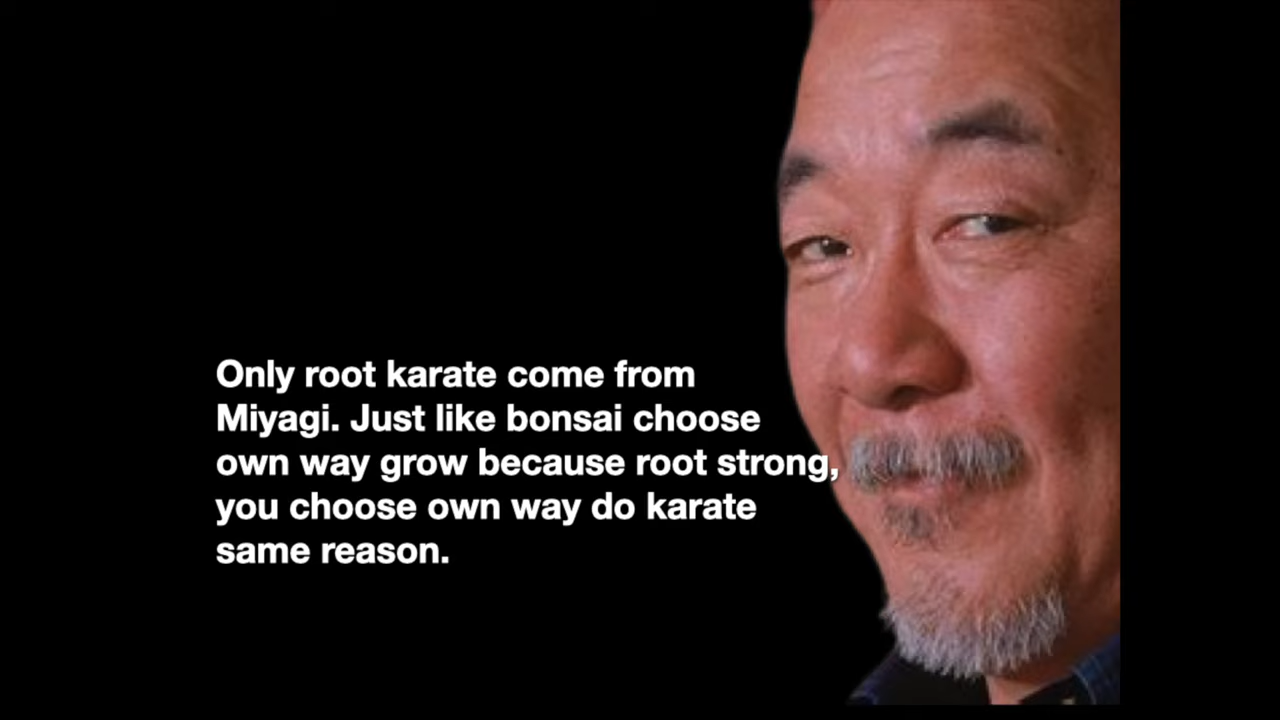 Only root karate come from
Miyagi. Just like bonsai choose
own way grow because root strong,
you choose own way do karate
same reason.